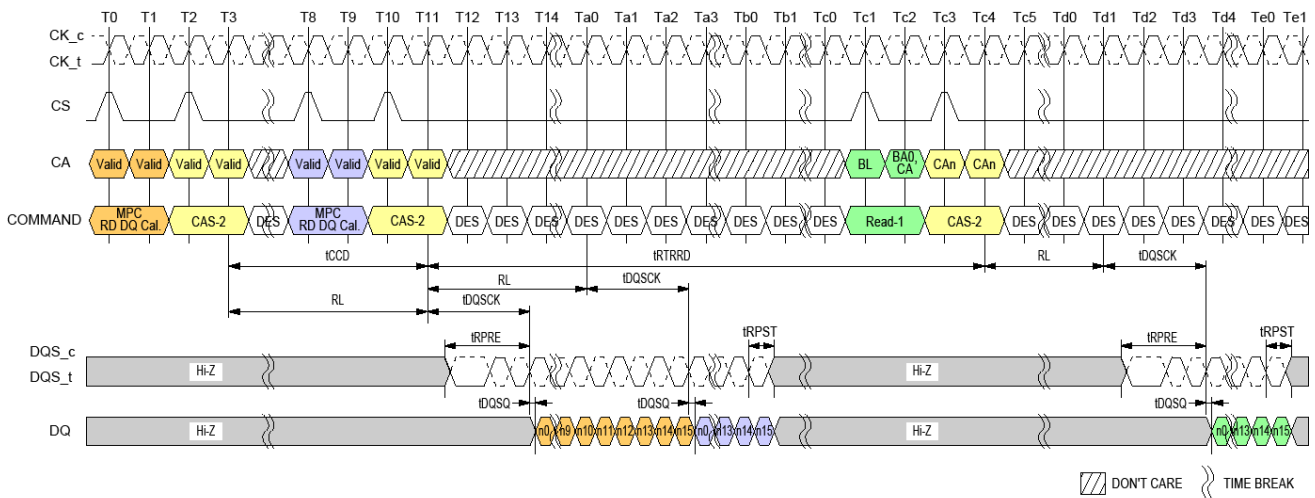 T0 T1 T2 T3 T8 T9 T10 T11 T12 T13 T14 Ta0 Ta1 Ta2 Ta3 Tb0 Tb1 Tc0 Tc1 Tc2 Tc3 Tc4 Tc5 Td0 Td1 Td2 Td3 Td4 Te0 Te1
CK_c
CK_t
CS
CA Valid Valid Valid Valid Valid Valid Valid Valid BL BA0, CA CAn CAn
COMMAND MPC RD DQ Cal. CAS-2 DES MPC RD DQ Cal. CAS-2 DES DES DES DES DES DES DES DES DES DES Read-1 CAS-2 DES DES DES DES DES DES DES DES
tCCD tRTRRD RL tDQSCK
RL tDQSCK
RL tDQSCK
tRPRE tRPST tRPRE tRPST
DQS_c
DQS_t Hi-Z Hi-Z
tDQSQ tDQSQ tDQSQ
DQ Hi-Z n0 n9 n10 n11 n12 n13 n14 n15 n0 n13 n14 n15 Hi-Z n0 n13 n14 n15
DON'T CARE TIME BREAK